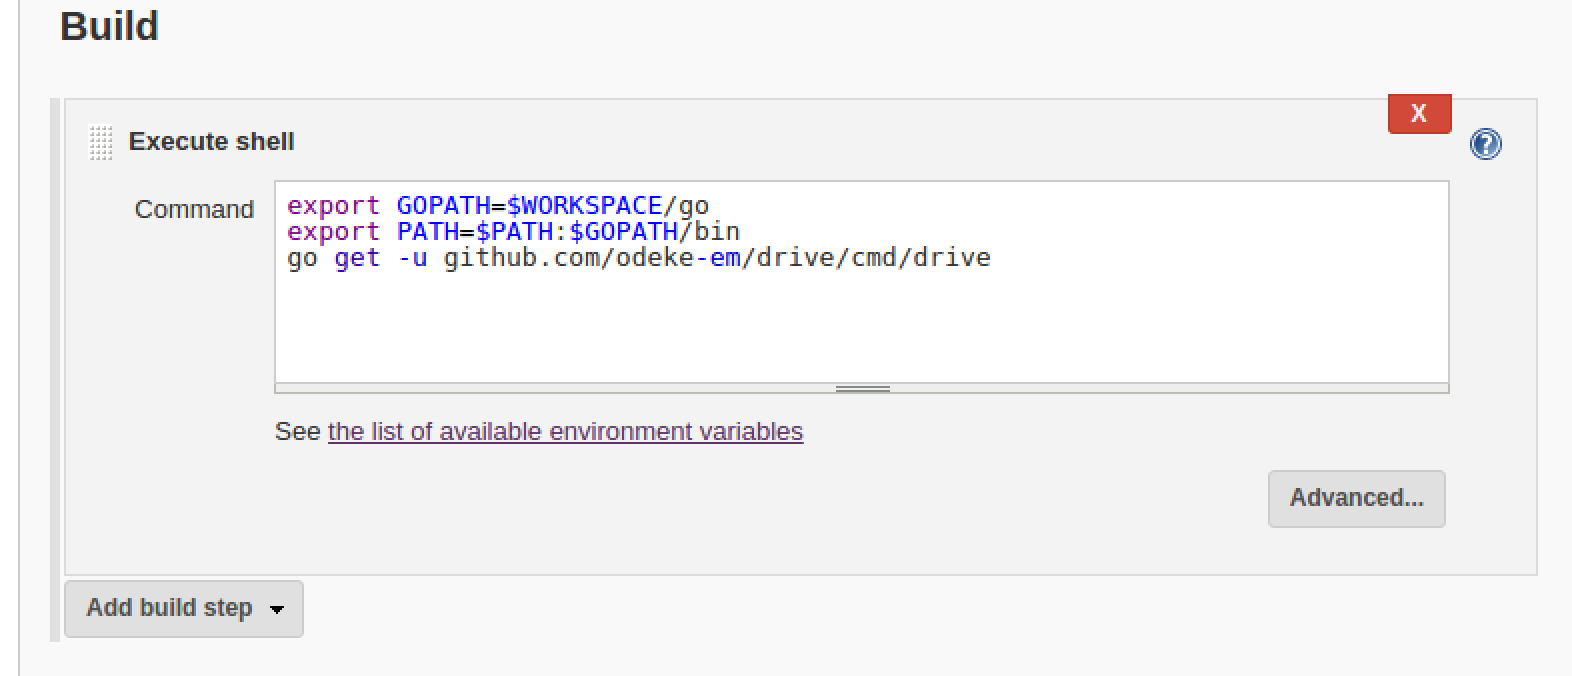 Build
X
Execute shell
?
Command
export GOPATH=$WORKSPACE/go
export PATH=$PATH:$GOPATH/bin
go get -u github.com/odeke-em/drive/cmd/drive
See the list of available environment variables
Advanced...
Add build step